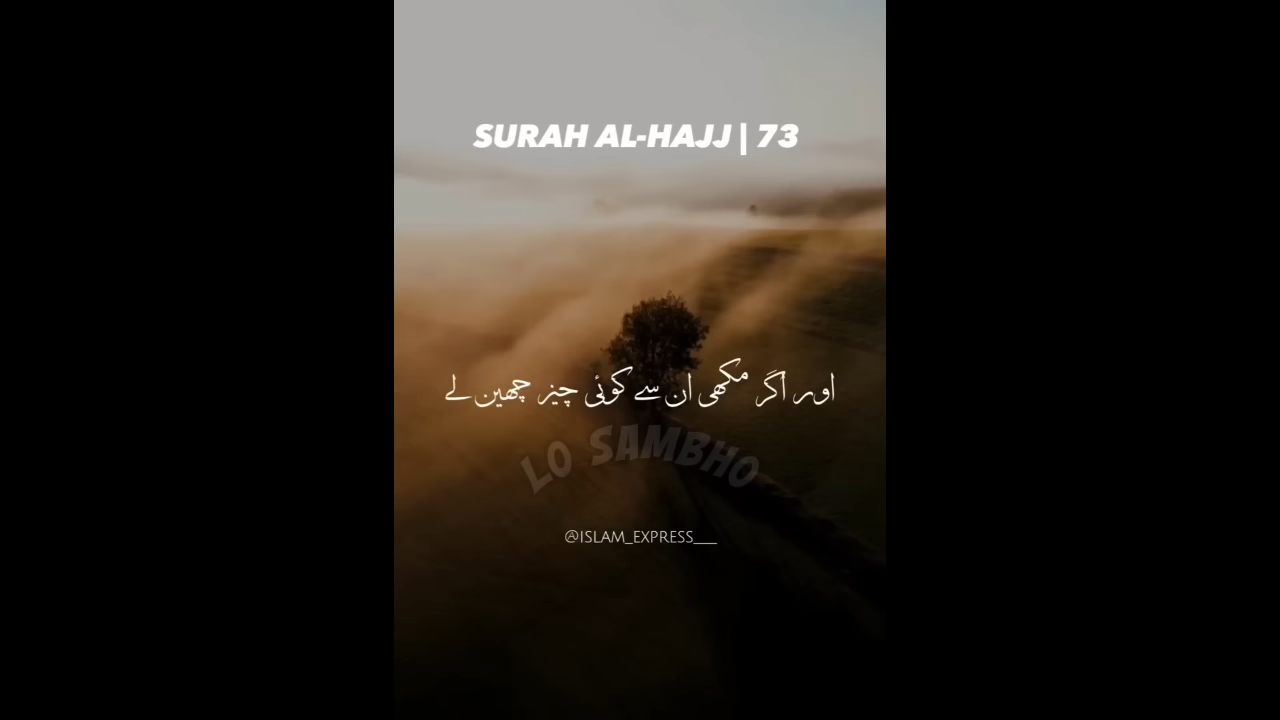 SURAH AL-HAJJ | 73
اور اگر مکھی ان سے کوئی چیز چھین لے
LO SAMBHO
@ISLAM_EXPRESS___